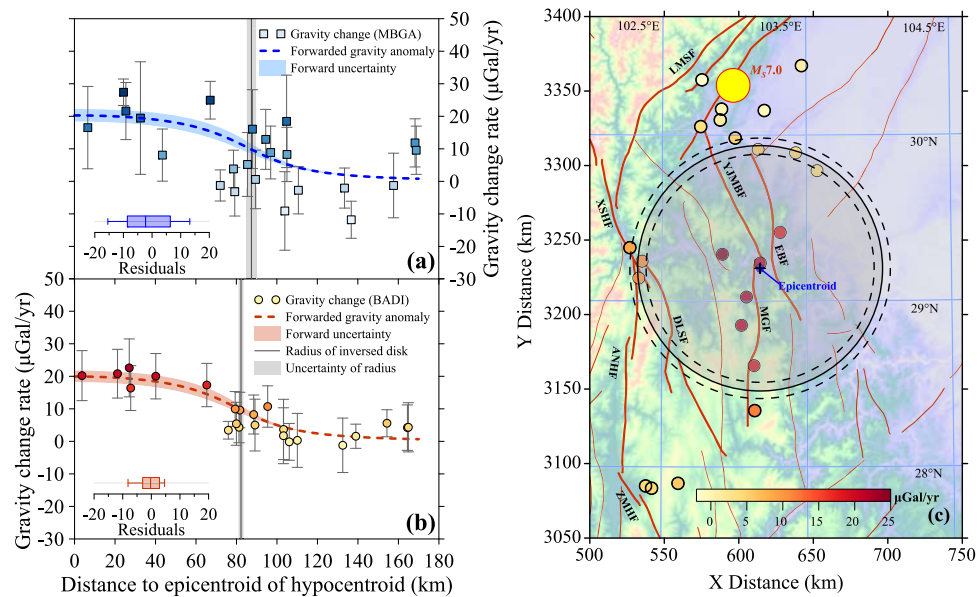 50
40
30
20
10
0
-10
-20
-30
Gravity change rate (μGal/yr)
Gravity change (MBGA)
Forwarded gravity anomaly
Forward uncertainty
-20 -10 0 10 20
Residuals
(a)
50
40
30
20
10
0
-10
-20
-30
Gravity change rate (μGal/yr)
Gravity change (BADI)
Forwarded gravity anomaly
Forward uncertainty
Radius of inversed disk
Uncertainty of radius
-20 -10 0 10 20
Residuals
(b)
0 20 40 60 80 100 120 140 160 180
Distance to epicentroid of hypocentroid (km)
3400
3350
3300
3250
3200
3150
3100
3050
Y Distance (km)
102.5°E 103.5°E 104.5°E
LMSF
MS7.0
30°N
YJMBF
XSHF
EBF
Epicentroid
29°N
MGF
DLSF
ANHF
28°N
ZMHF
0 5 10 15 20 25
μGal/yr
(c)
500 550 600 650 700 750
X Distance (km)